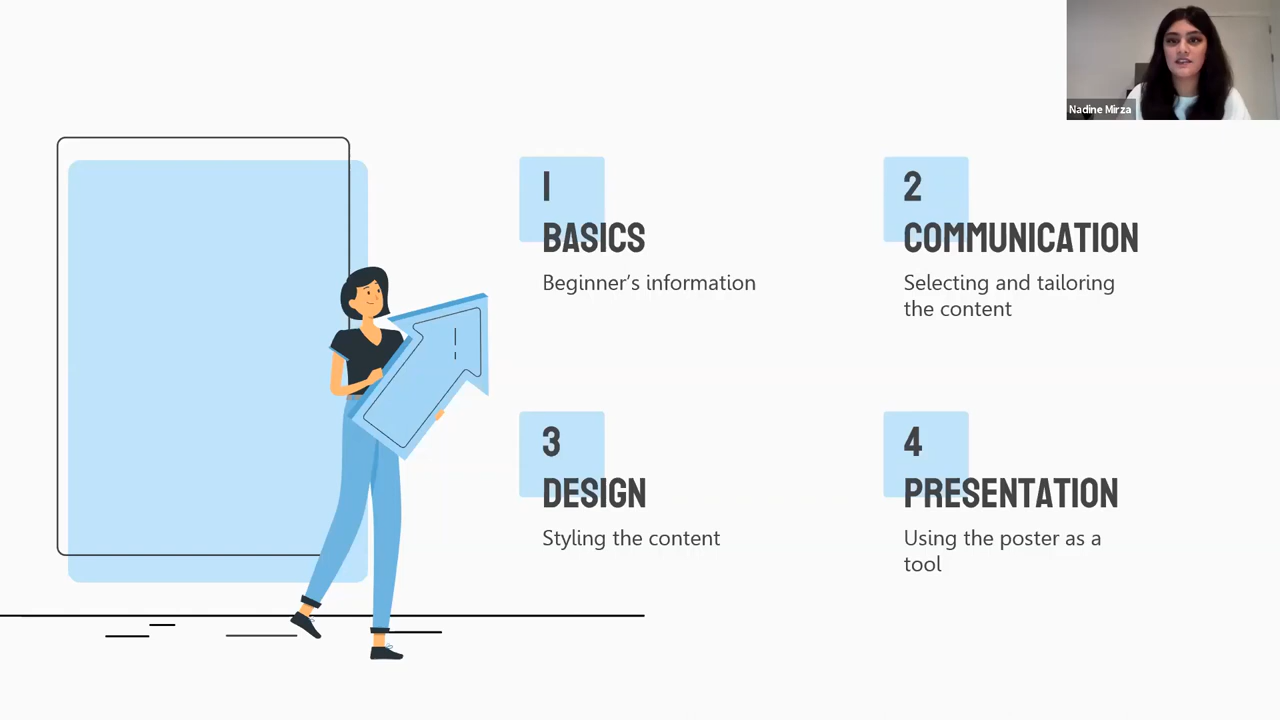 Nadine Mirza
1
BASICS
Beginner's information
2
COMMUNICATION
Selecting and tailoring
the content
3
DESIGN
Styling the content
4
PRESENTATION
Using the poster as a
tool